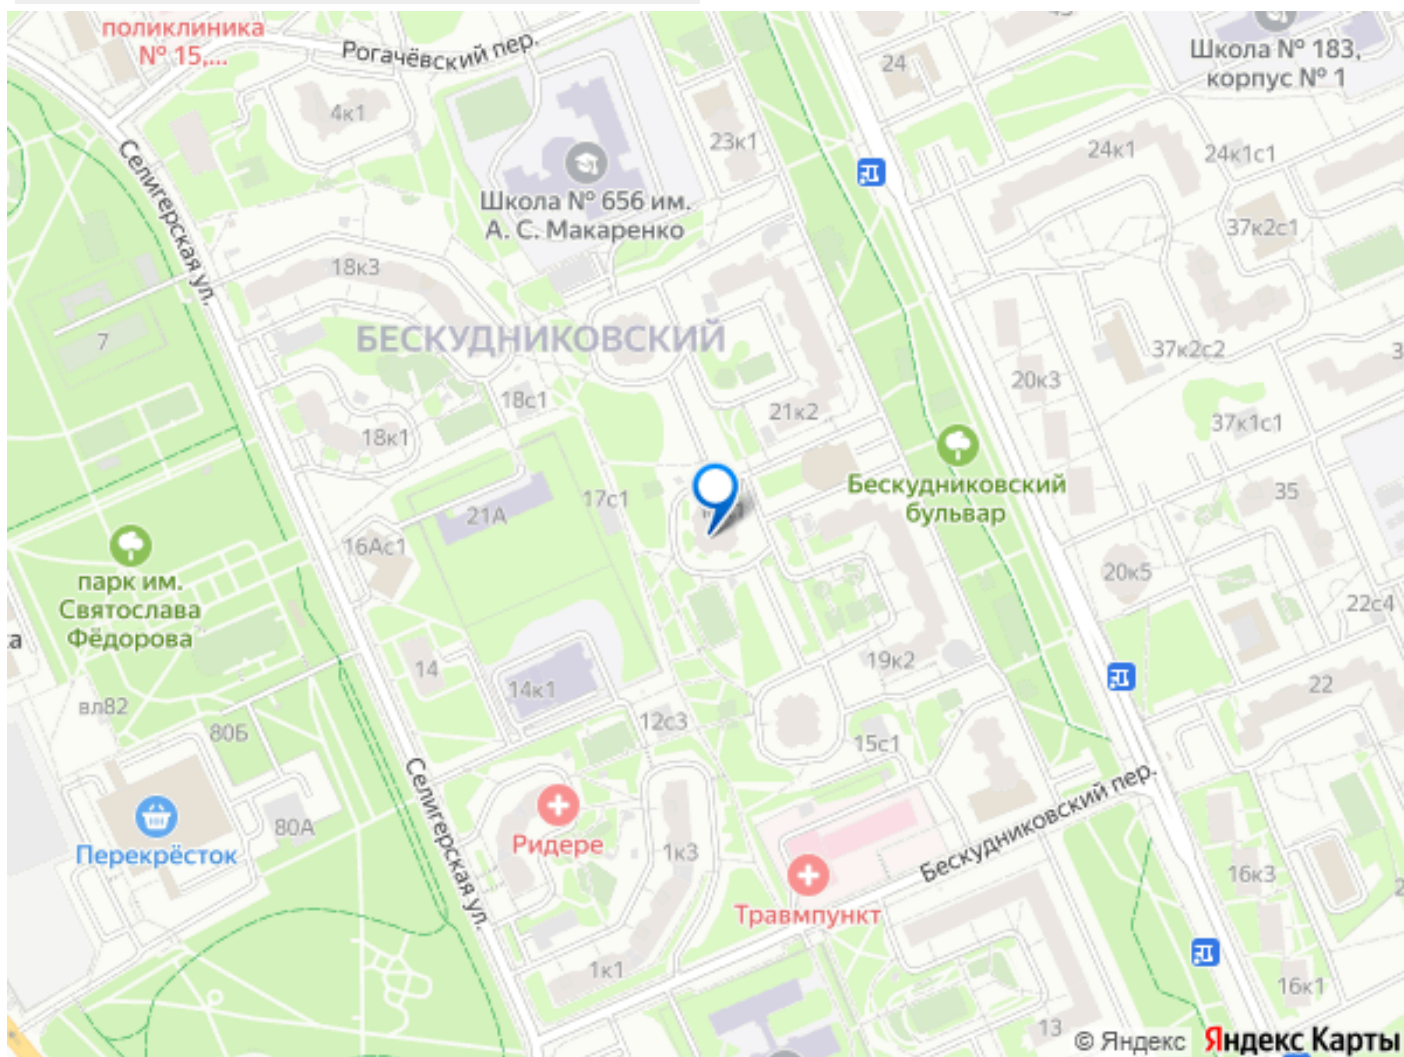 поликлиника
№ 15,...
Рогачёвский пер.
24
Школа № 183,
корпус № 1
4к1
23к1
24к1
24к1с1
Селигерская ул.
Школа № 656 им.
А. С. Макаренко
37к2с1
18к3
БЕСКУДНИКОВСКИЙ
7
37к2с2
20к3
18с1
21к2
18к1
37к1с1
Бескудниковский
бульвар
17с1
21А
35
16Ас1
парк им.
Святослава
Фёдорова
20к5
22с4
14
19к2
14к1
22
вл82
80Б
12с3
15с1
Селигерская ул.
Бескудниковский пер.
80А
Перекрёсток
Ридере
1к3
16к3
Травмпункт
1к1
16к1
13
© Яндекс Яндекс Карты